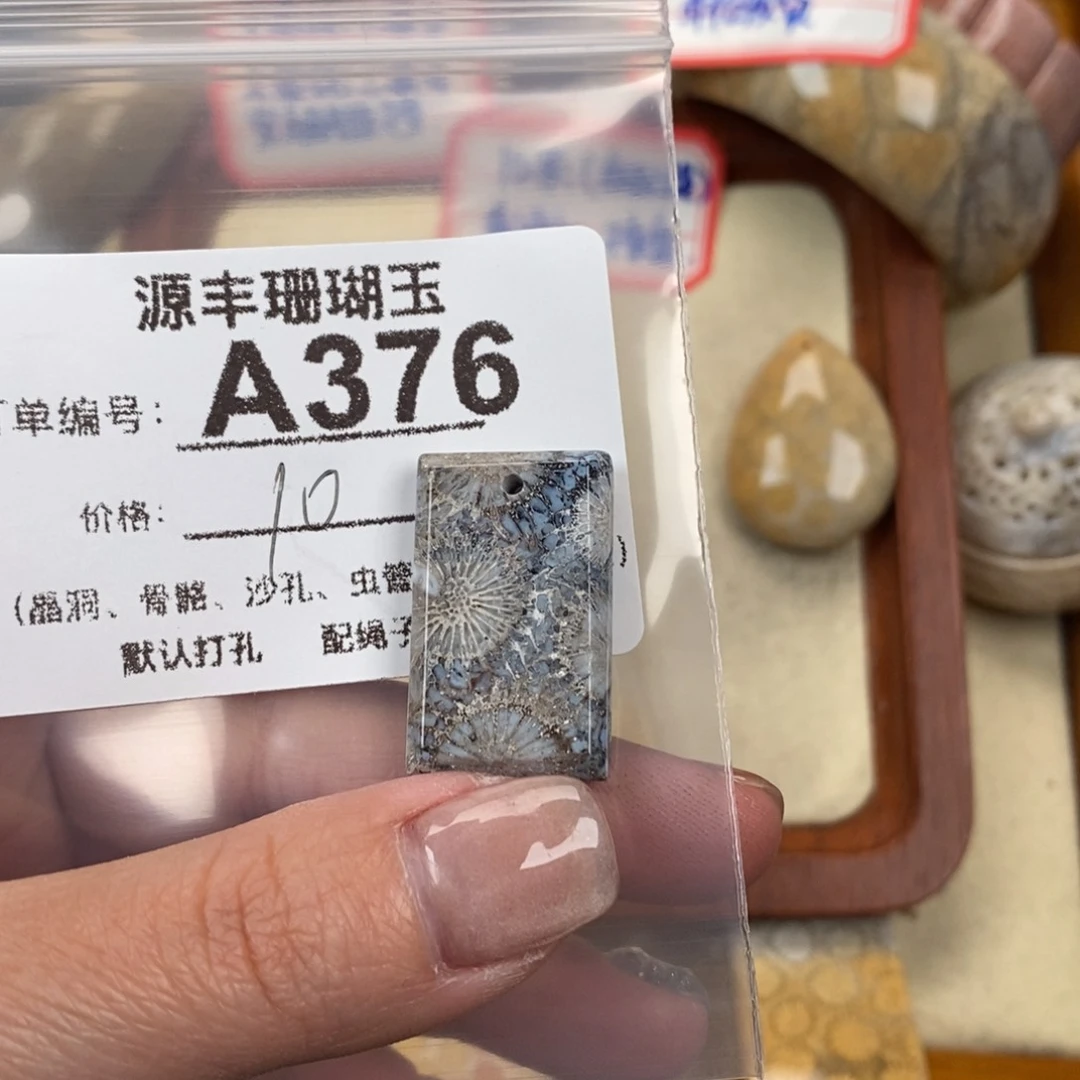 源丰珊瑚玉
单编号: A376
价格: 10
(晶洞、骨骼、沙孔、虫
默认打孔 配绳子